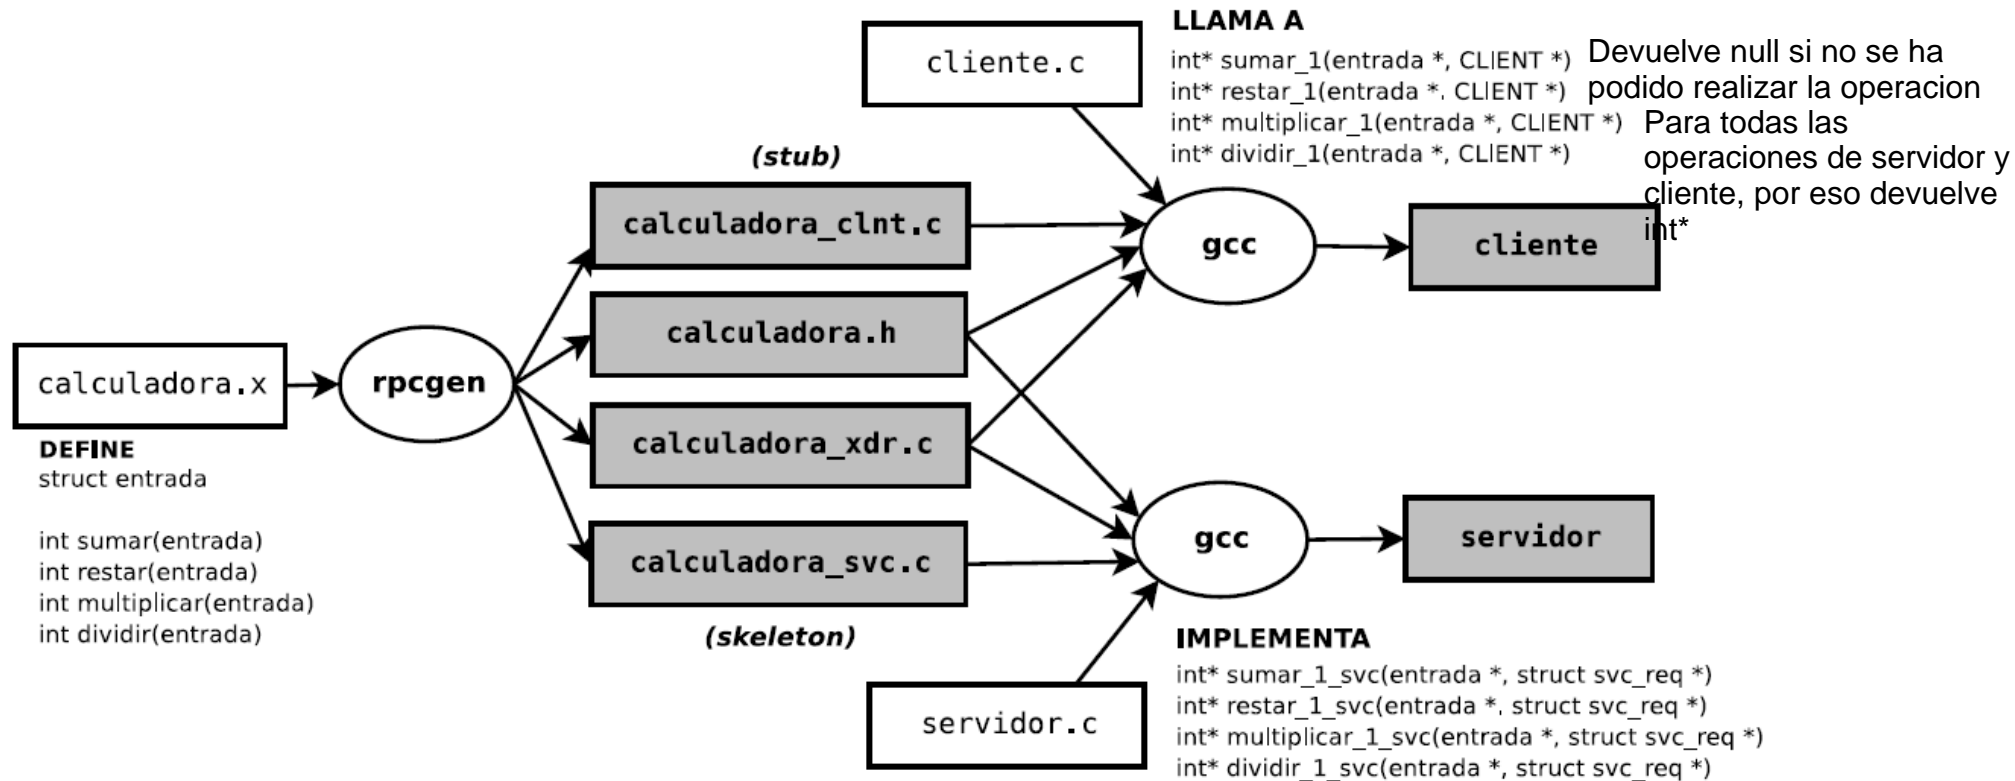 cliente.c
LLAMA A
int* sumar_1(entrada *, CLIENT *)
int* restar_1(entrada *, CLIENT *)
int* multiplicar_1(entrada *, CLIENT *)
int* dividir_1(entrada *, CLIENT *)
Devuelve null si no se ha
podido realizar la operacion
Para todas las
operaciones de servidor y
cliente, por eso devuelve
int*
(stub)
calculadora_clnt.c
gcc
cliente
calculadora.h
calculadora.x
rpcgen
calculadora_xdr.c
DEFINE
struct entrada
int sumar(entrada)
int restar(entrada)
int multiplicar(entrada)
int dividir(entrada)
calculadora_svc.c
(skeleton)
gcc
servidor
servidor.c
IMPLEMENTA
int* sumar_1_svc(entrada *, struct svc_req *)
int* restar_1_svc(entrada *, struct svc_req *)
int* multiplicar_1_svc(entrada *, struct svc_req *)
int* dividir_1_svc(entrada *, struct svc_req *)